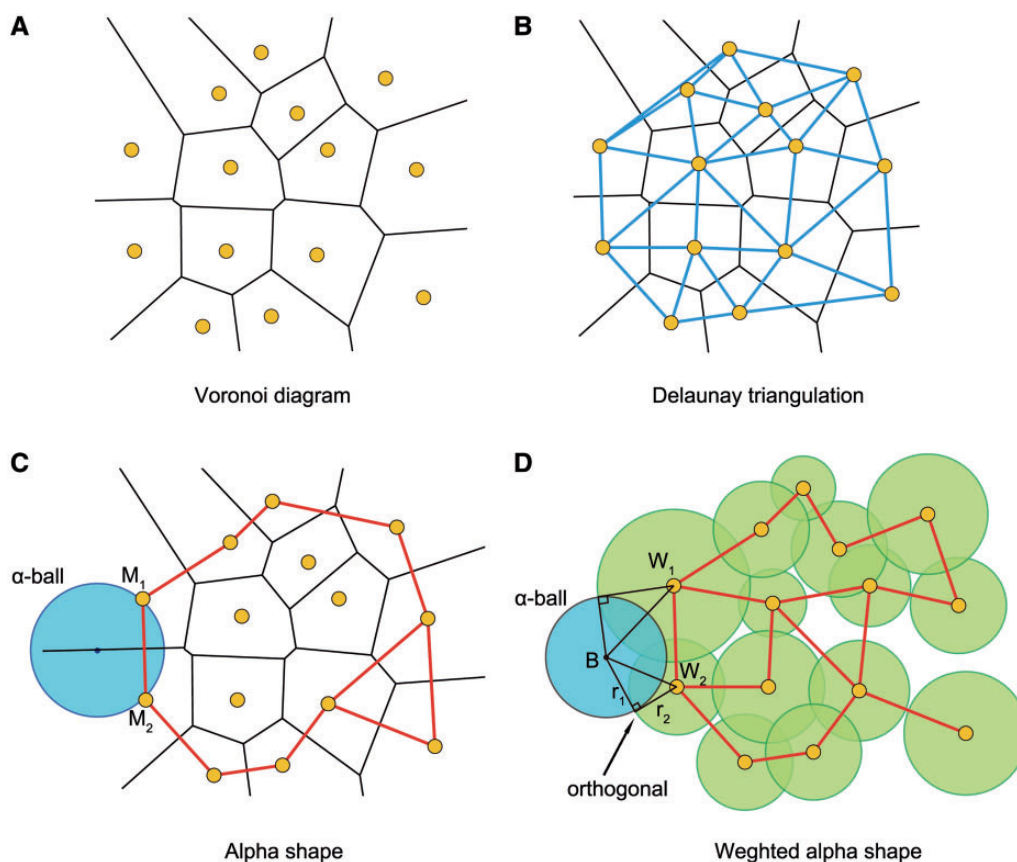 A
B
Voronoi diagram
Delaunay triangulation
C
D
α-ball
M1
M2
W1
α-ball
B
W2
r1
r2
orthogonal
Alpha shape
Weghted alpha shape